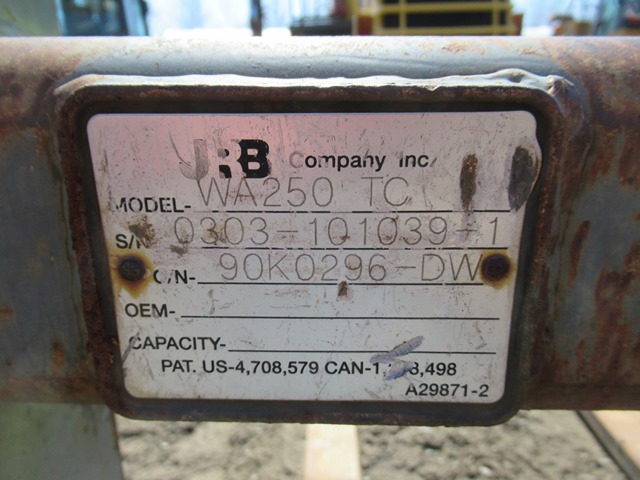 JRB Company Inc
MODEL- WA250 TC
S/N 0303-101039-1
O/N- 90K0296-DW
OEM-
CAPACITY-
PAT. US-4,708,579
A29871-2